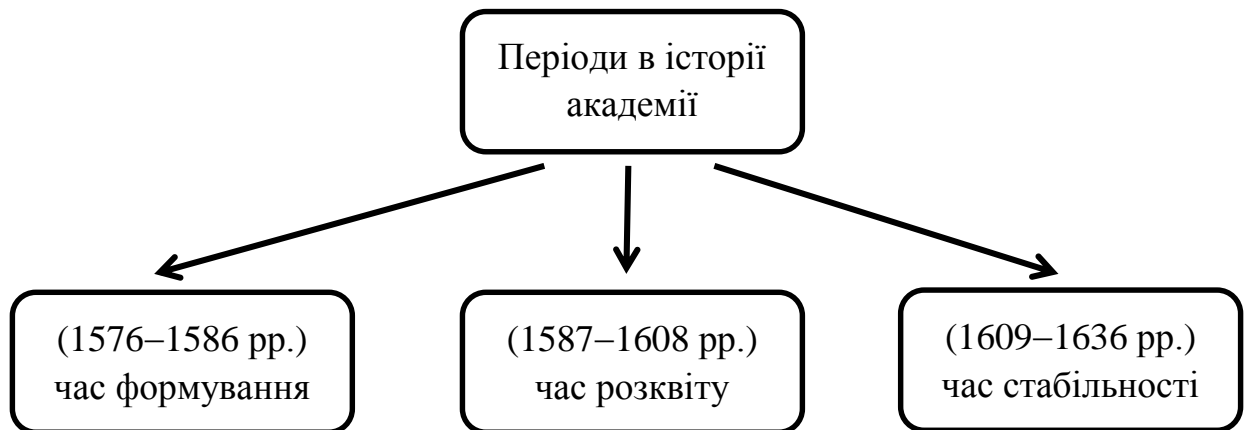 Періоди в історії
академії
(1576–1586 рр.)
час формування
(1587–1608 рр.)
час розквіту
(1609–1636 рр.)
час стабільності